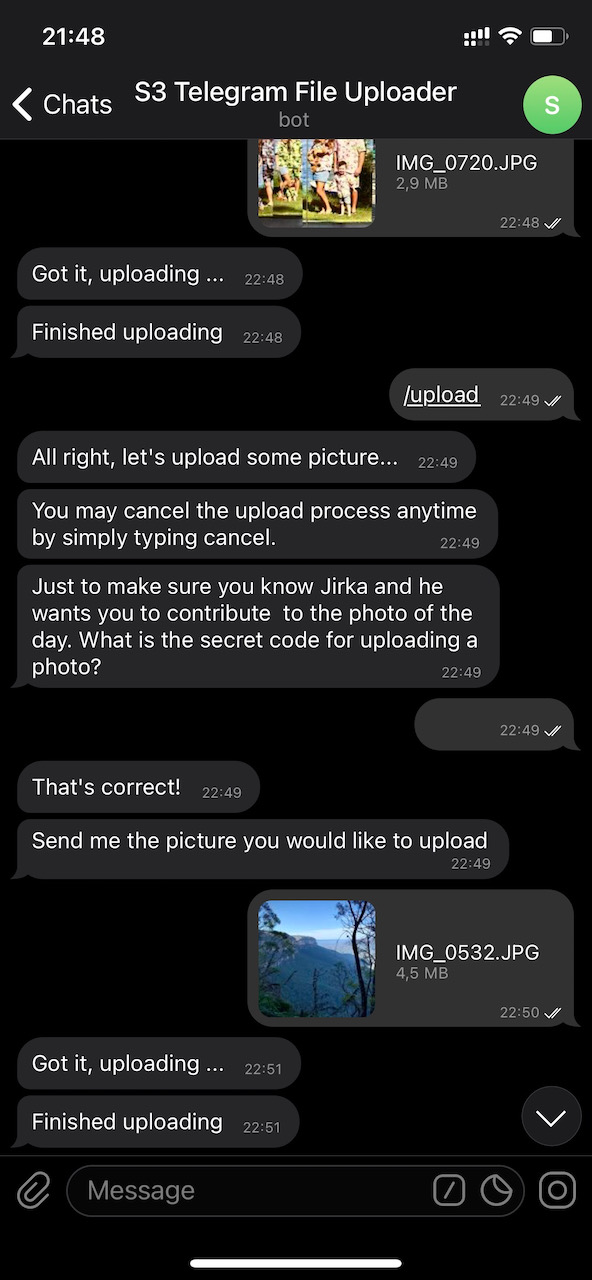 21:48
Chats
S3 Telegram File Uploader
bot
S
IMG_0720.JPG
2,9 MB
22:48
Got it, uploading ... 22:48
Finished uploading 22:48
/upload 22:49
All right, let's upload some picture... 22:49
You may cancel the upload process anytime
by simply typing cancel. 22:49
Just to make sure you know Jirka and he
wants you to contribute  to the photo of the
day. What is the secret code for uploading a
photo? 22:49
22:49
That's correct! 22:49
Send me the picture you would like to upload
22:49
IMG_0532.JPG
4,5 MB
22:50
Got it, uploading ... 22:51
Finished uploading 22:51
Message